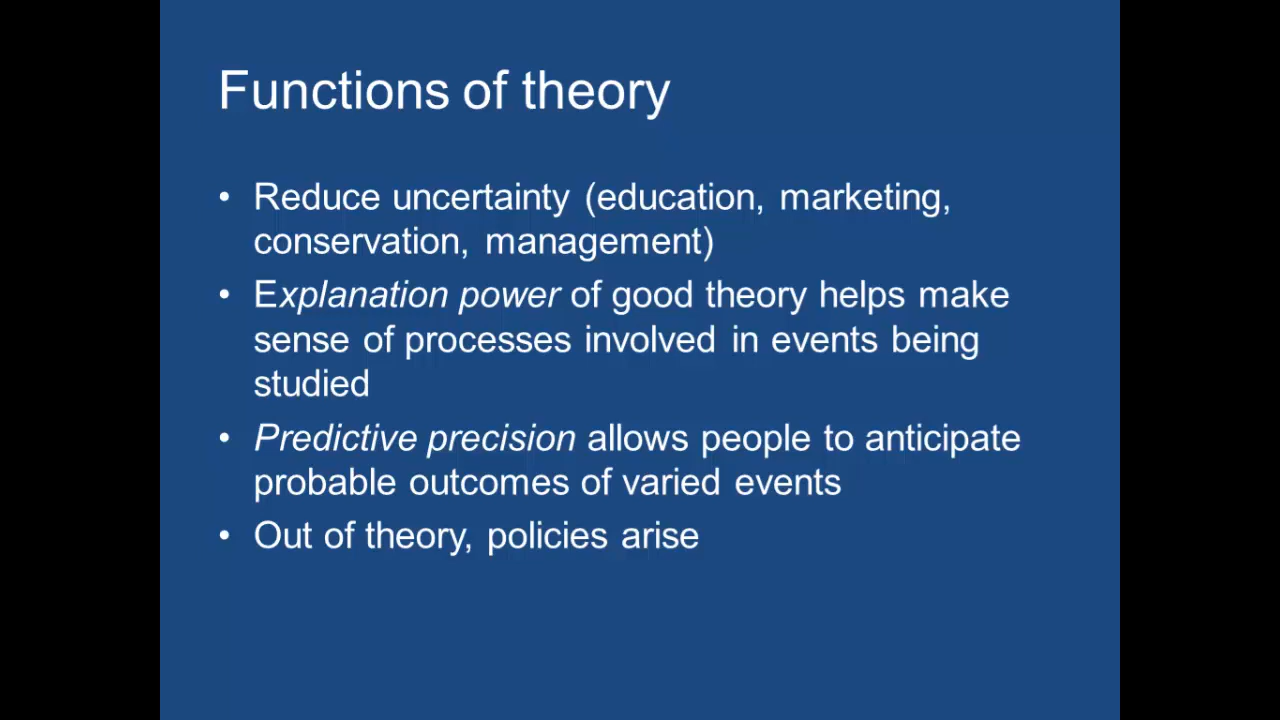 Functions of theory
• Reduce uncertainty (education, marketing,
conservation, management)
• Explanation power of good theory helps make
sense of processes involved in events being
studied
• Predictive precision allows people to anticipate
probable outcomes of varied events
• Out of theory, policies arise